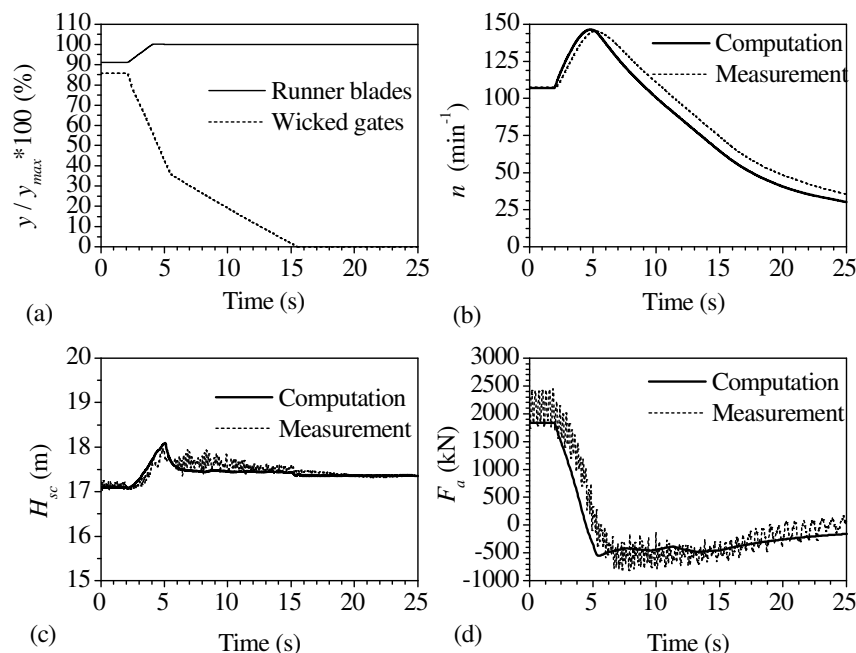 110
100
90
80
70
60
50
40
30
20
10
0
y / y_max*100 (%)
Runner blades
Wicked gates
0 5 10 15 20 25
Time (s)
(a)
150
125
100
75
50
25
0
n (min⁻¹)
Computation
Measurement
0 5 10 15 20 25
Time (s)
(b)
20
19
18
17
16
15
H_sc (m)
Computation
Measurement
0 5 10 15 20 25
Time (s)
(c)
3000
2500
2000
1500
1000
500
0
-500
-1000
F_a (kN)
Computation
Measurement
0 5 10 15 20 25
Time (s)
(d)